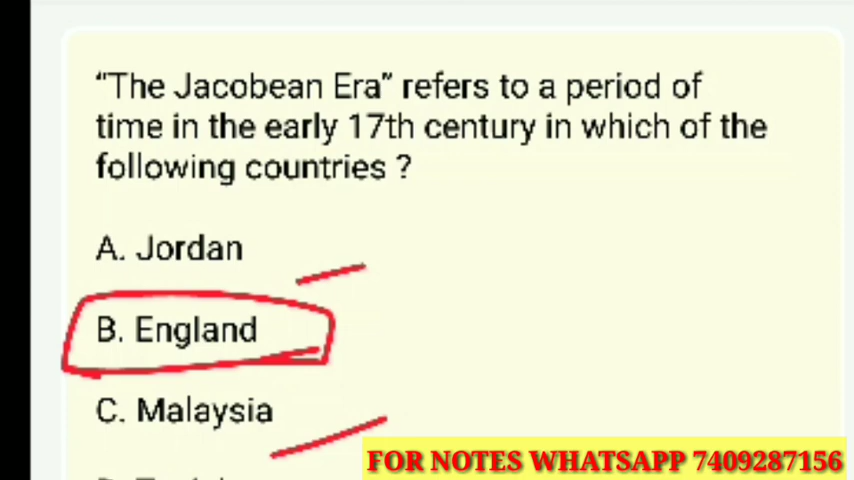 “The Jacobean Era” refers to a period of
time in the early 17th century in which of the
following countries ?
A. Jordan
B. England
C. Malaysia
FOR NOTES WHATSAPP 7409287156